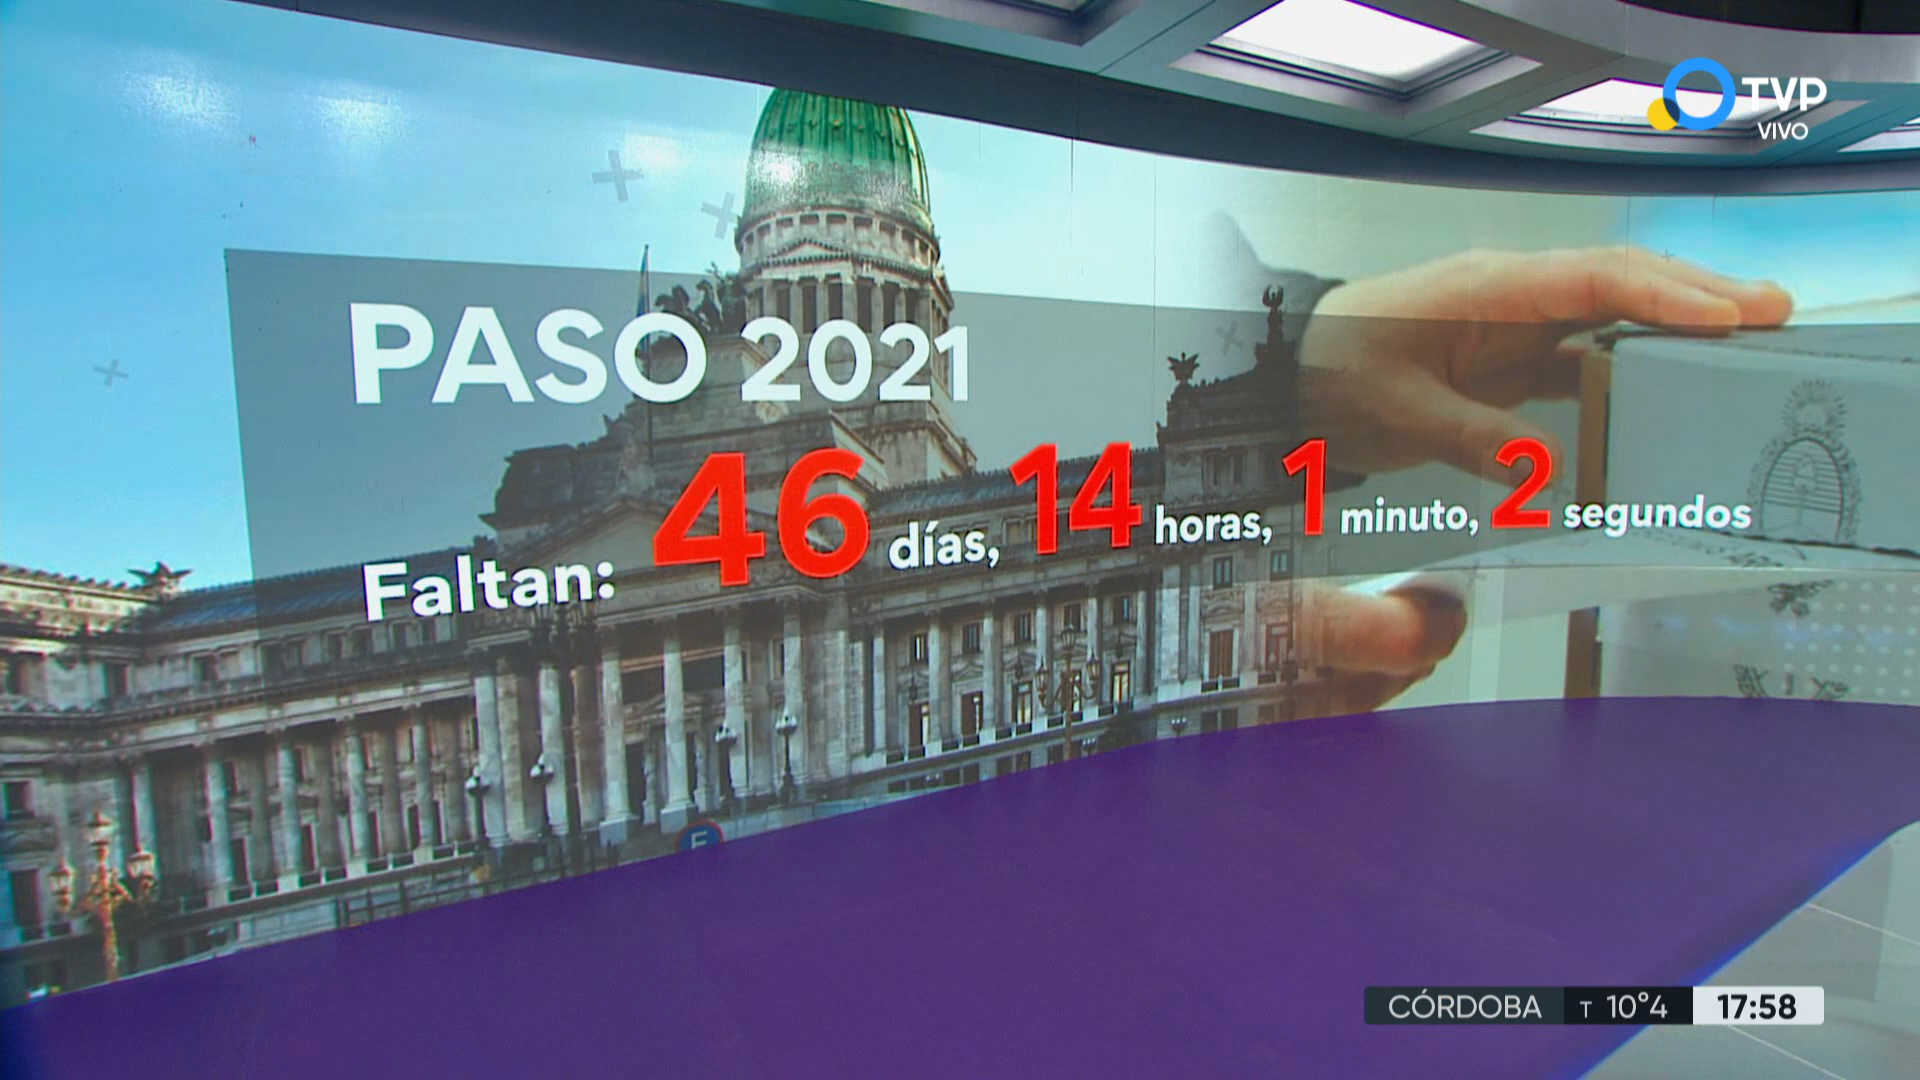 TVP
VIVO
PASO 2021
Faltan: 46 días, 14 horas, 1 minuto, 2 segundos
E
CÓRDOBA T 10°4 17:58